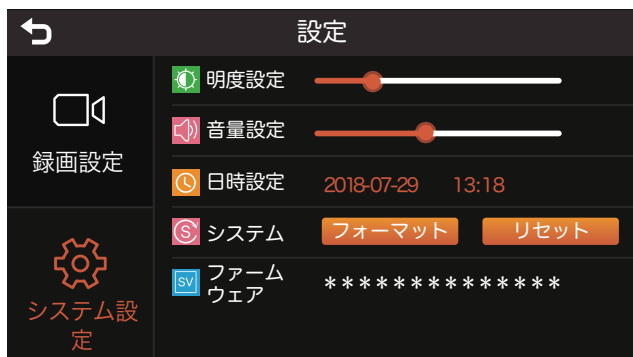 設定
録画設定
システム設
定
明度設定
音量設定
日時設定 2018-07-29 13:18
S システム フォーマット リセット
SV ファーム
ウェア **************